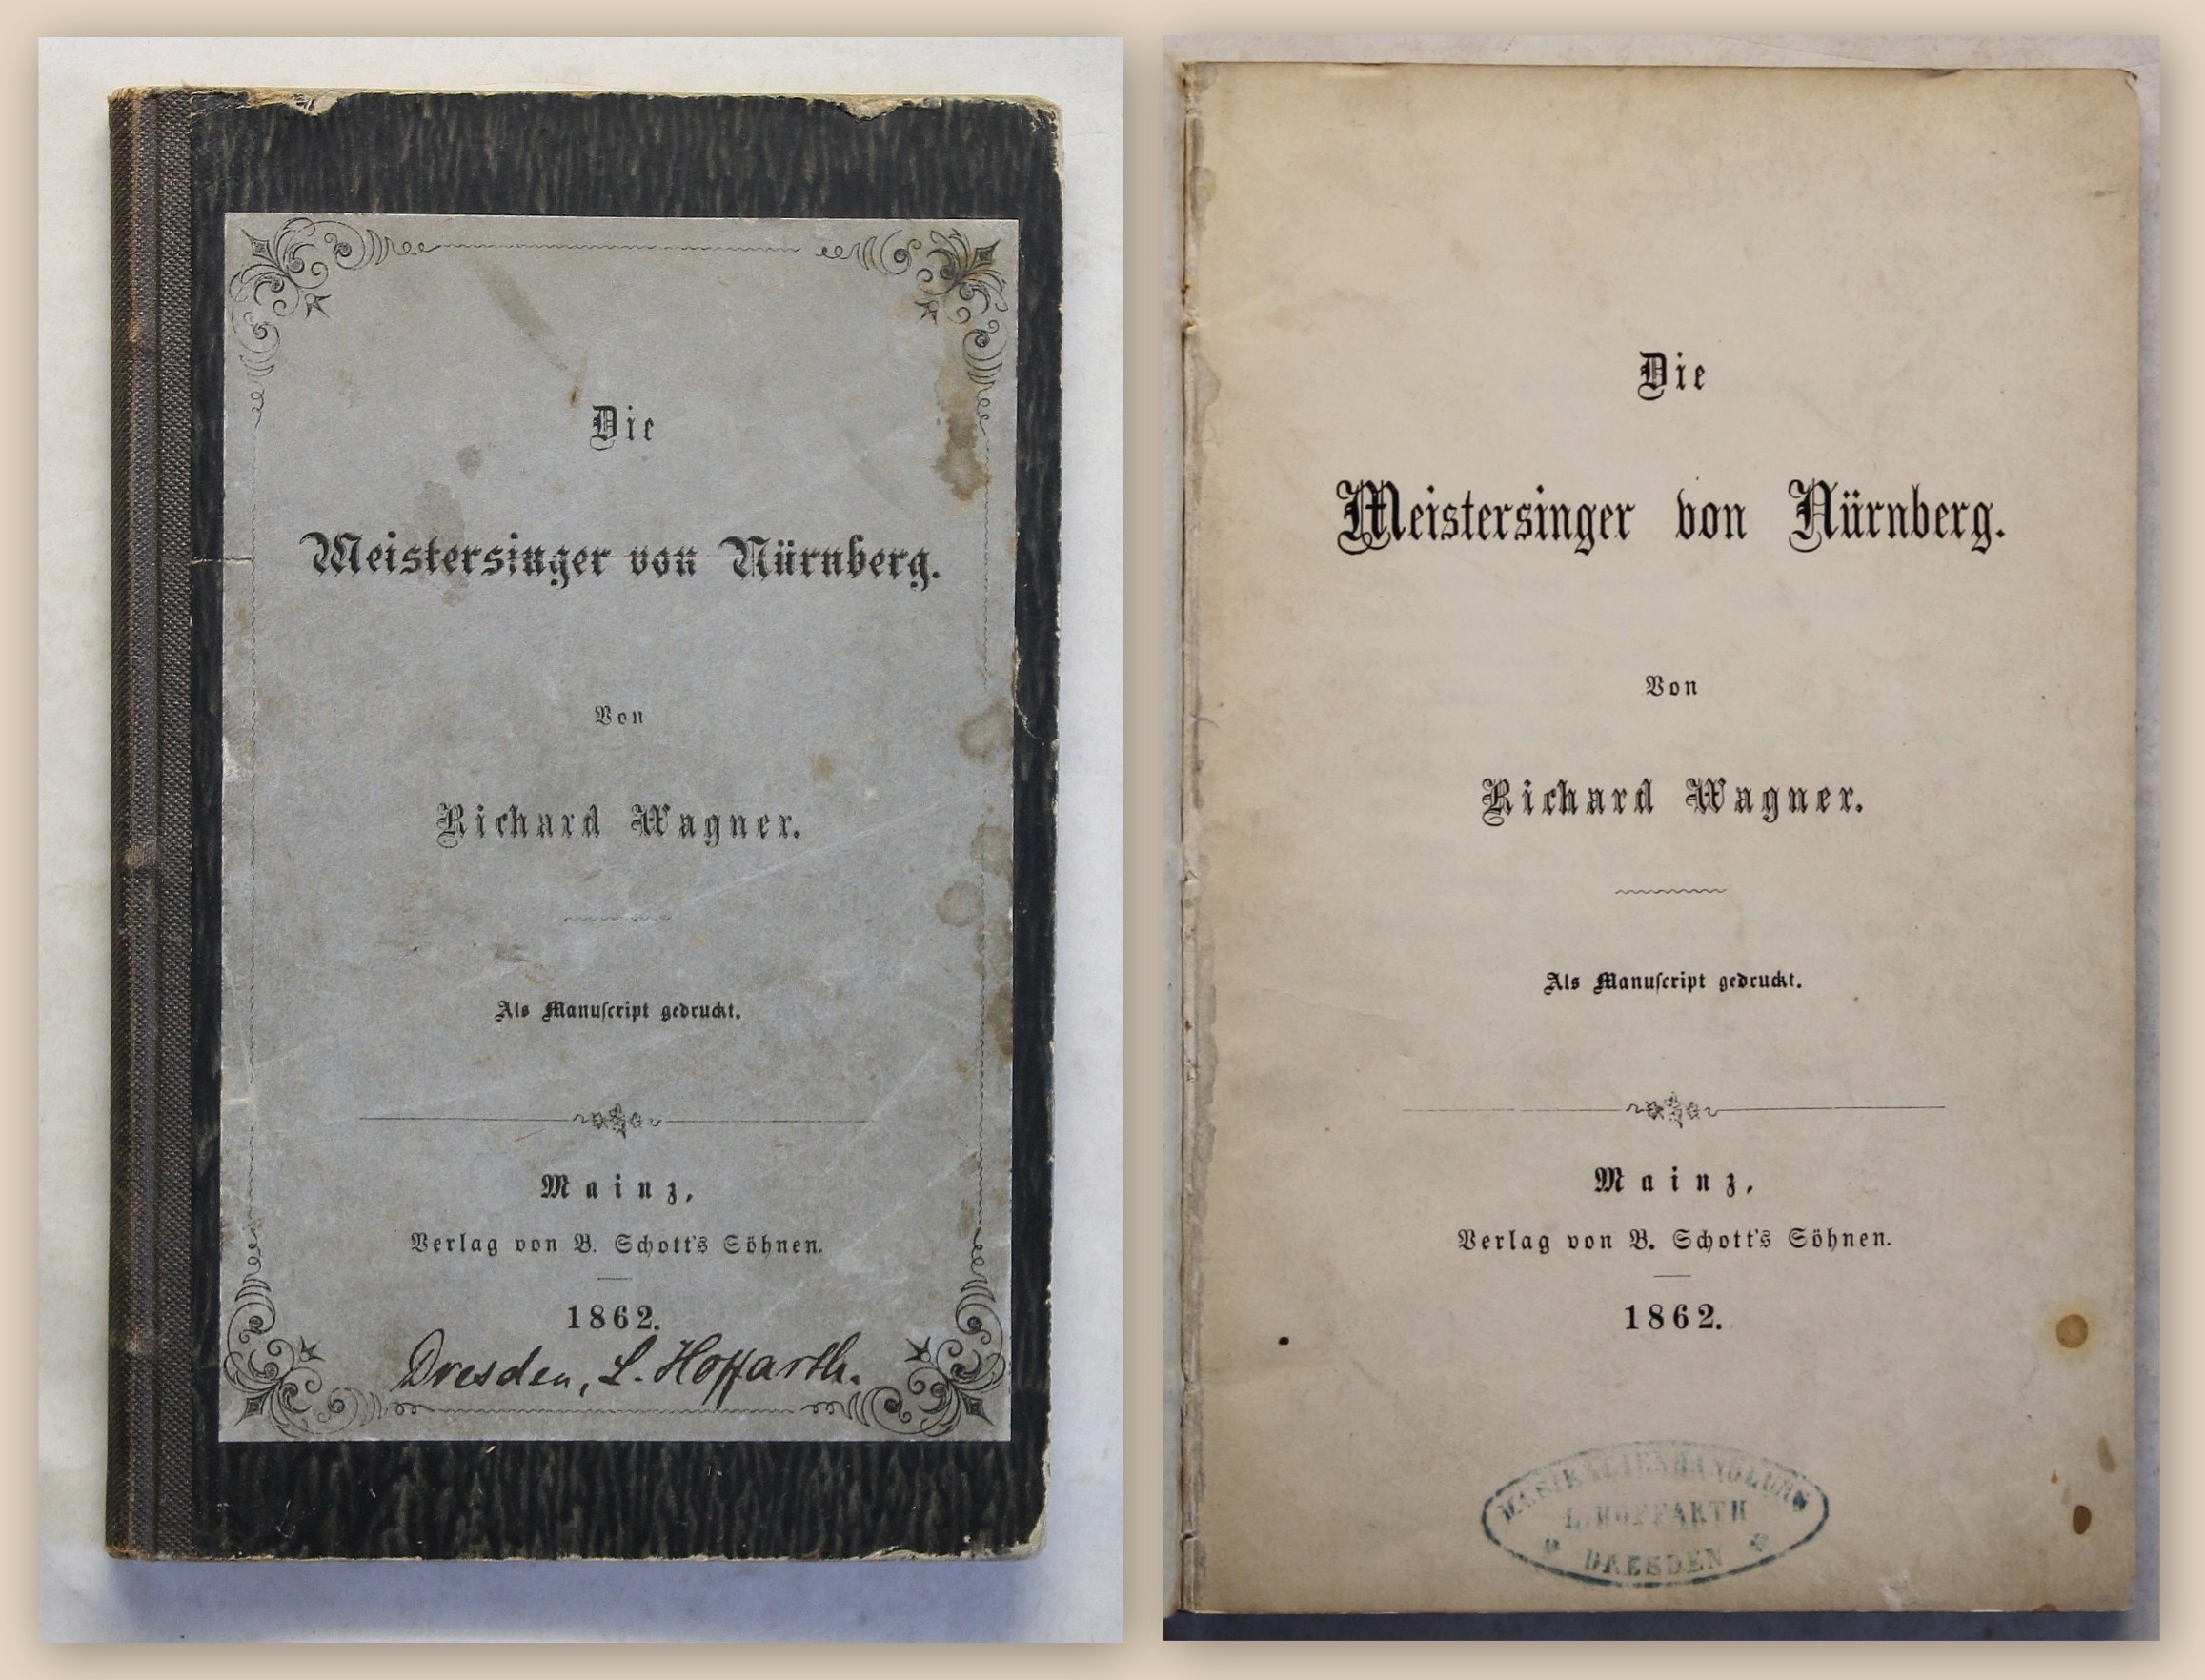 Die
Meistersinger von Nürnberg.
Von
Richard Wagner.
Als Manuſcript gedruckt.
Mainz,
Verlag von B. Schott's Söhnen.
1862.
Dresden, L. Hoffarth.
Die
Meistersinger von Nürnberg.
Von
Richard Wagner.
Als Manuſcript gedruckt.
Mainz,
Verlag von B. Schott's Söhnen.
1862.
MUSIKALIENHANDLUNG
L. HOFFARTH
DRESDEN